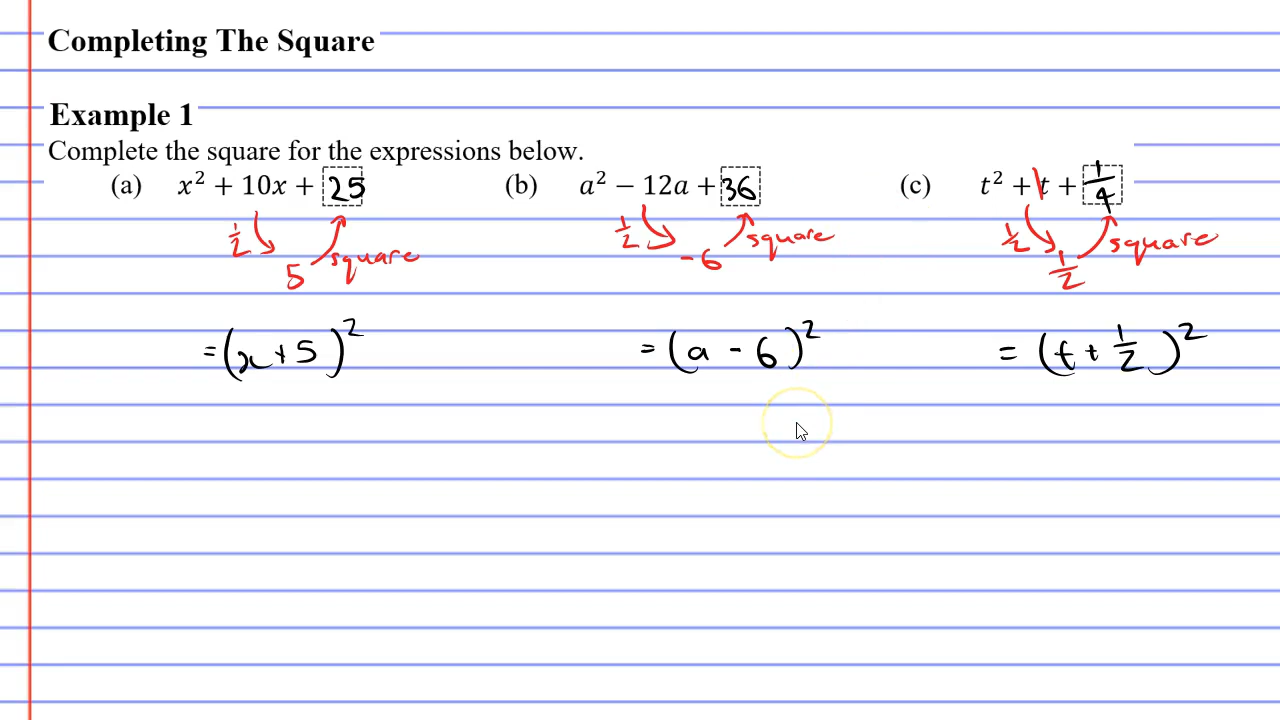 Completing The Square
Example 1
Complete the square for the expressions below.
(a) x² + 10x + 25 (b) a² − 12a + 36 (c) t² + 1t + 1/4
1/2 5 square 1/2 -6 square 1/2 1/2 square
= (x + 5)² = (a - 6)² = (t + 1/2)²